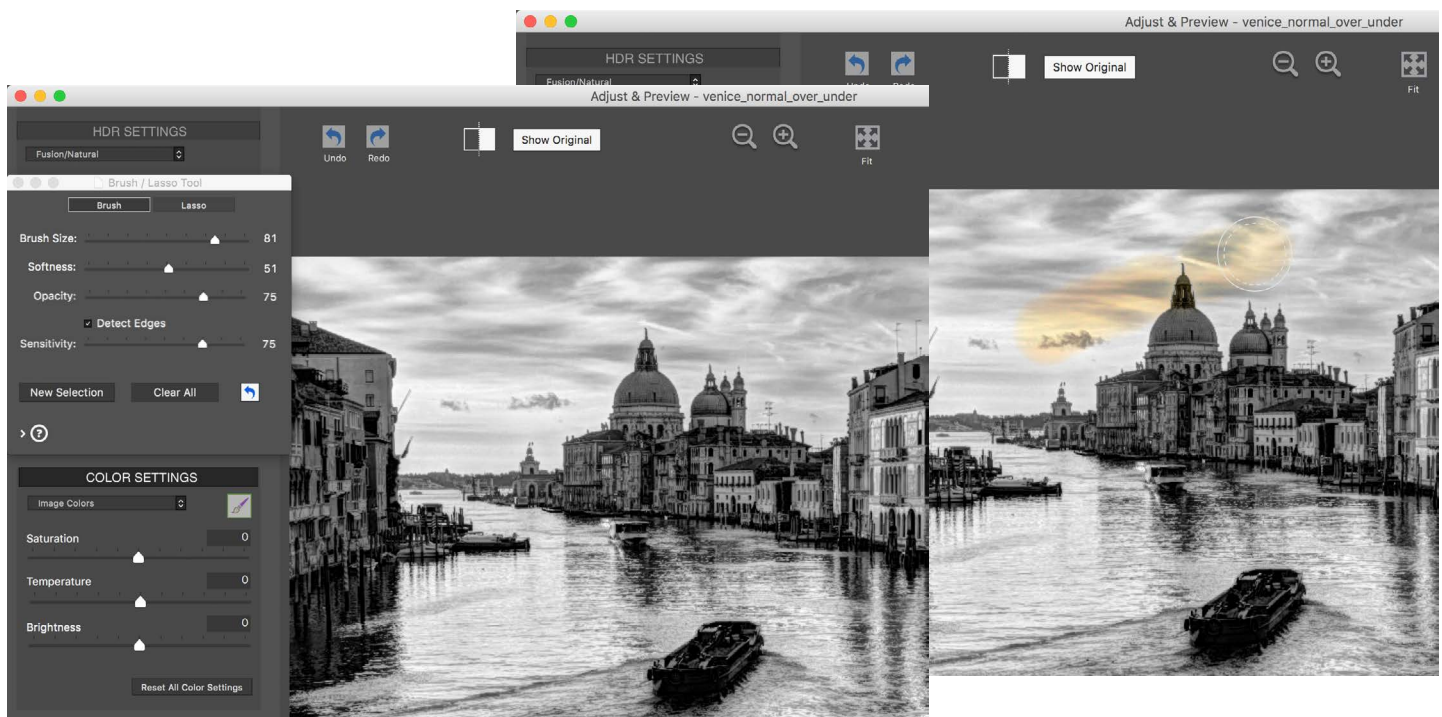 Adjust & Preview - venice_normal_over_under
HDR SETTINGS
Fusion/Natural
Show Original
Fit
Adjust & Preview - venice_normal_over_under
HDR SETTINGS
Fusion/Natural
Undo
Redo
Show Original
Fit
Brush / Lasso Tool
Brush
Lasso
Brush Size: 81
Softness: 51
Opacity: 75
Detect Edges
Sensitivity: 75
New Selection
Clear All
> ?
COLOR SETTINGS
Image Colors
Saturation 0
Temperature 0
Brightness 0
Reset All Color Settings